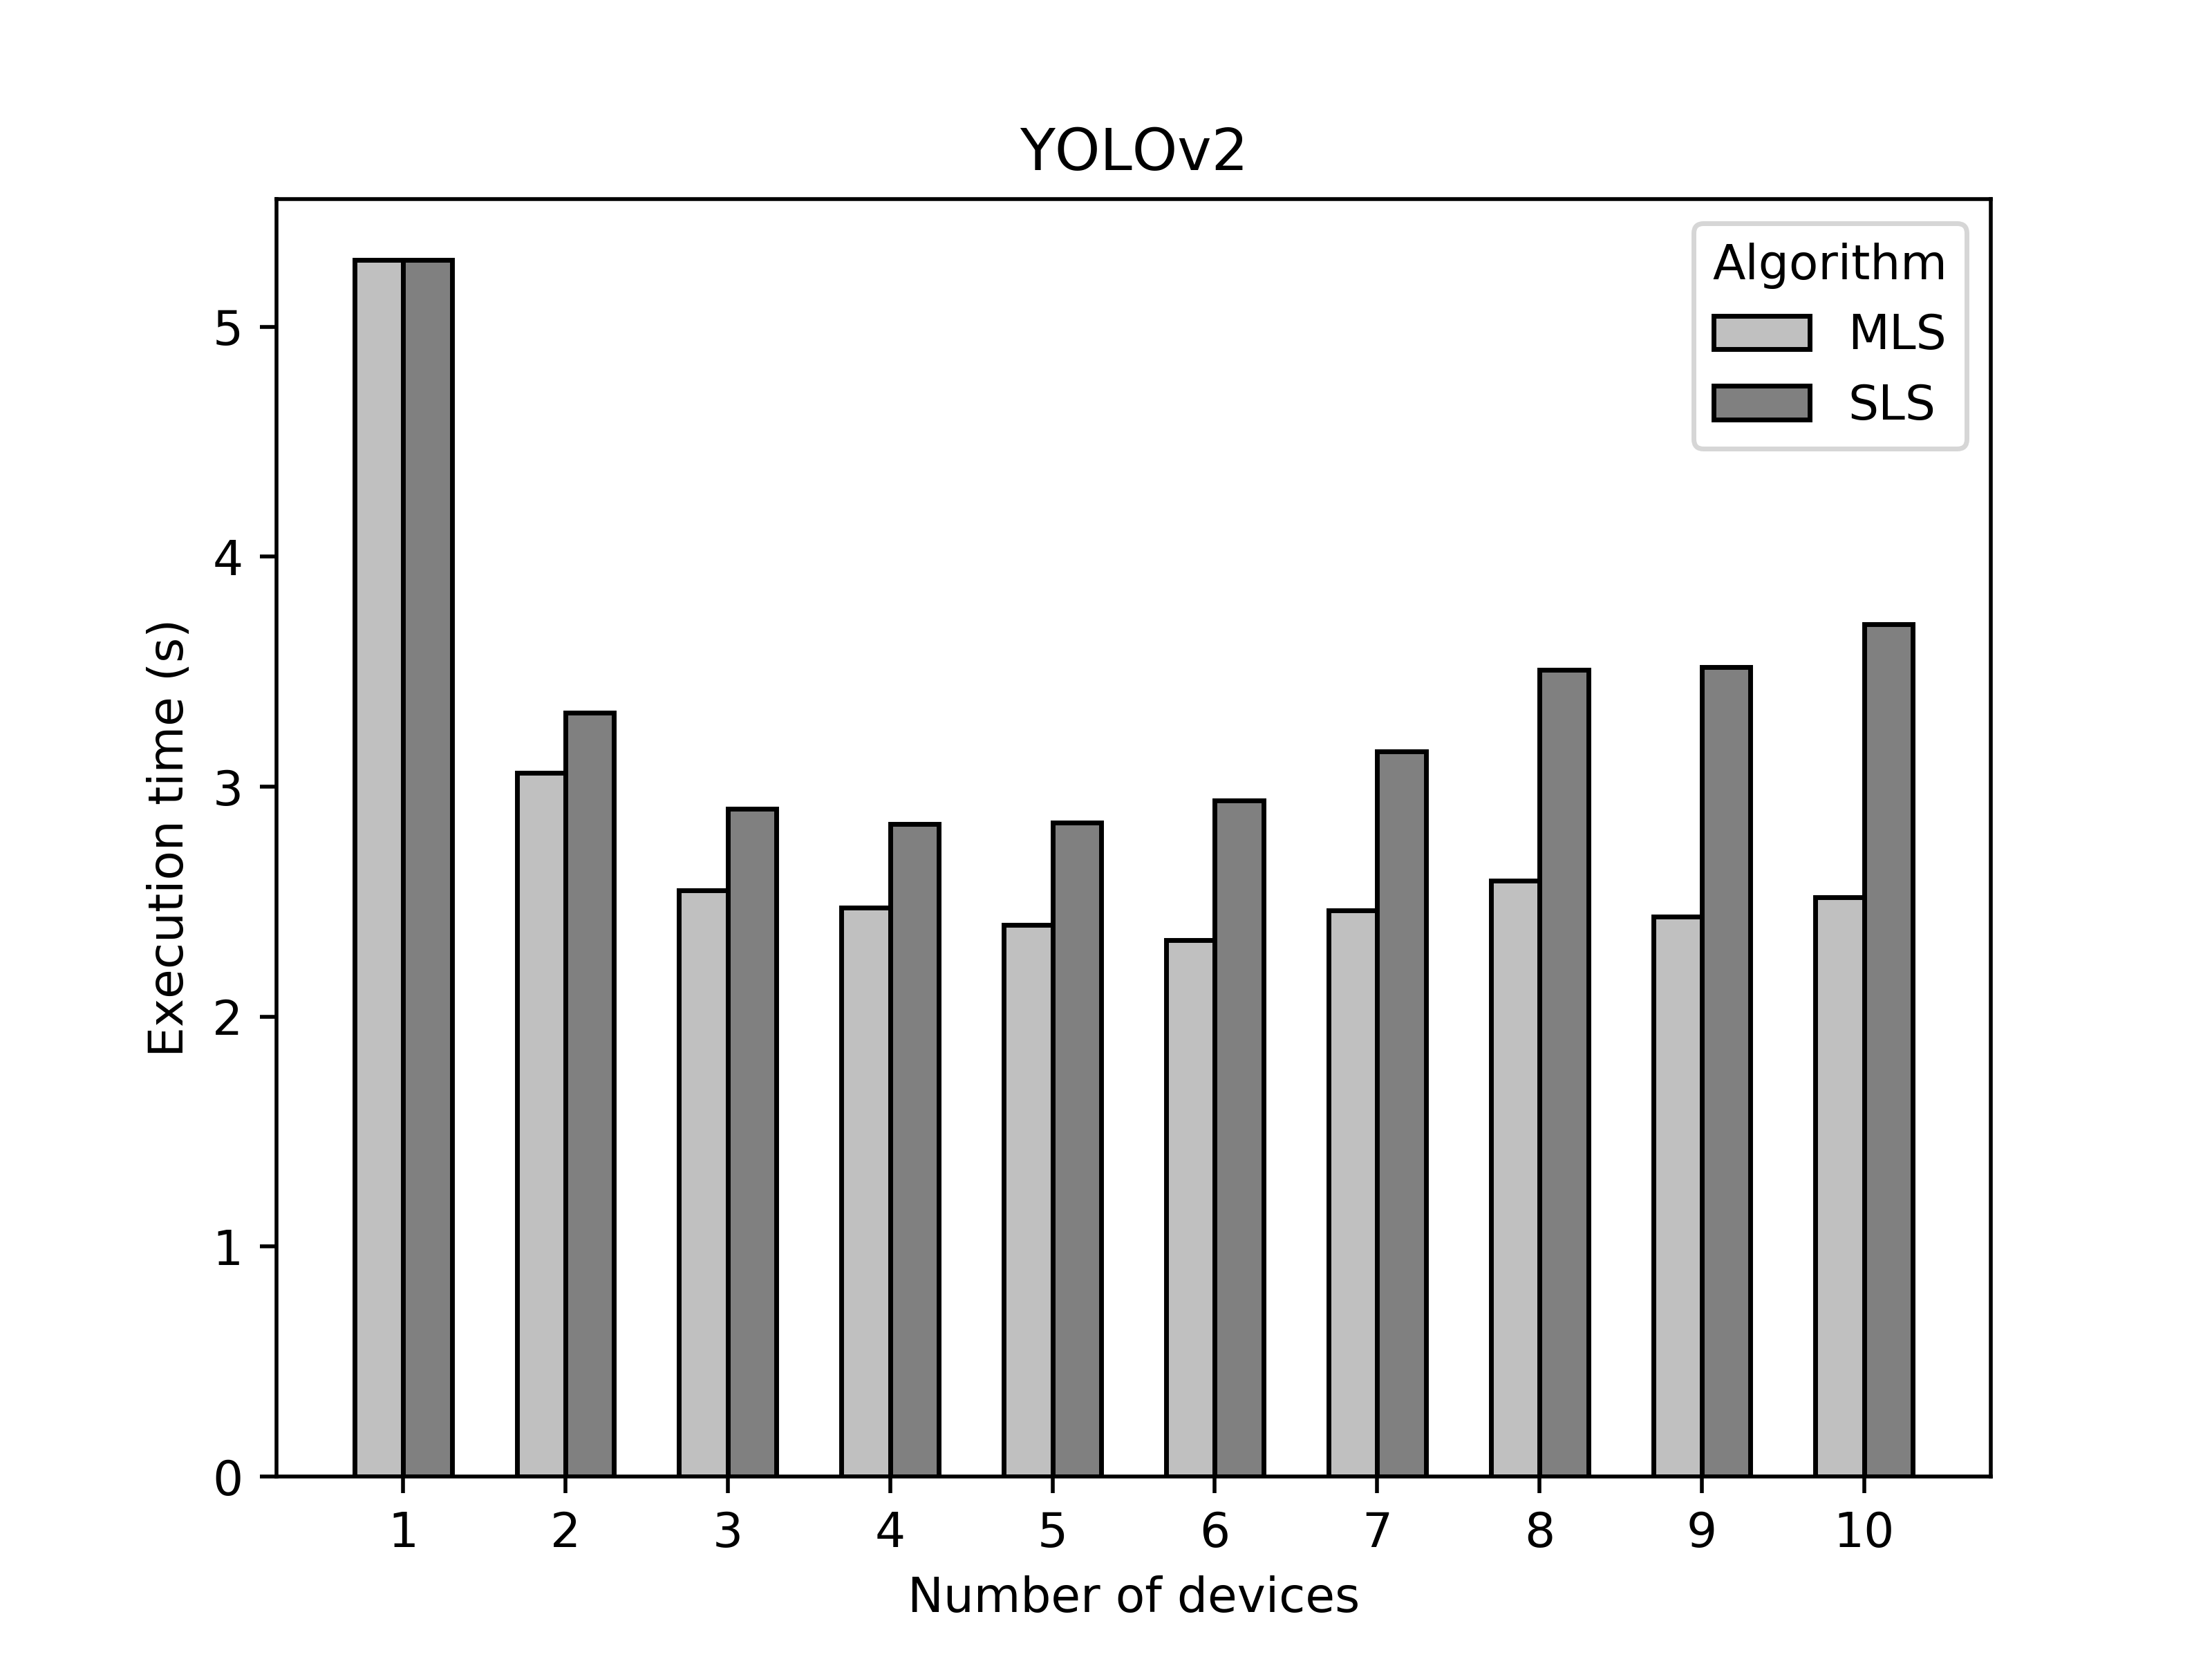 YOLOv2
Algorithm
MLS
SLS
Execution time (s)
5
4
3
2
1
0
1 2 3 4 5 6 7 8 9 10
Number of devices